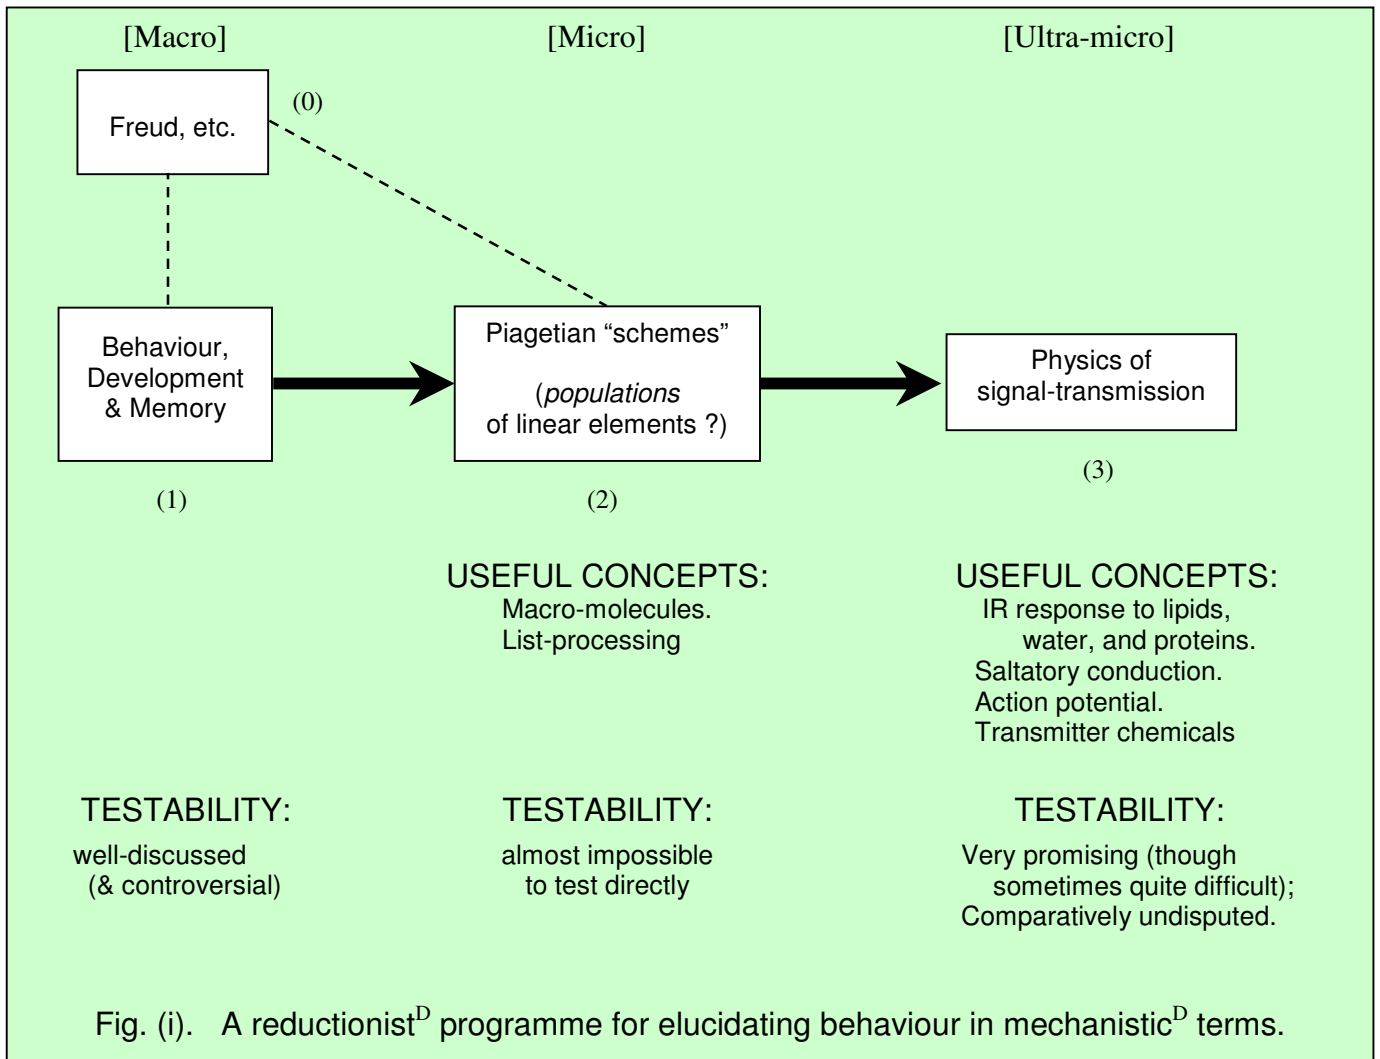 [Macro]
[Micro]
[Ultra-micro]
Freud, etc.
(0)
Behaviour,
Development
& Memory
(1)
Piagetian “schemes”
(populations
of linear elements ?)
(2)
Physics of
signal-transmission
(3)
USEFUL CONCEPTS:
Macro-molecules.
List-processing
USEFUL CONCEPTS:
IR response to lipids,
water, and proteins.
Saltatory conduction.
Action potential.
Transmitter chemicals
TESTABILITY:
well-discussed
(& controversial)
TESTABILITY:
almost impossible
to test directly
TESTABILITY:
Very promising (though
sometimes quite difficult);
Comparatively undisputed.
Fig. (i). A reductionistᴰ programme for elucidating behaviour in mechanisticᴰ terms.